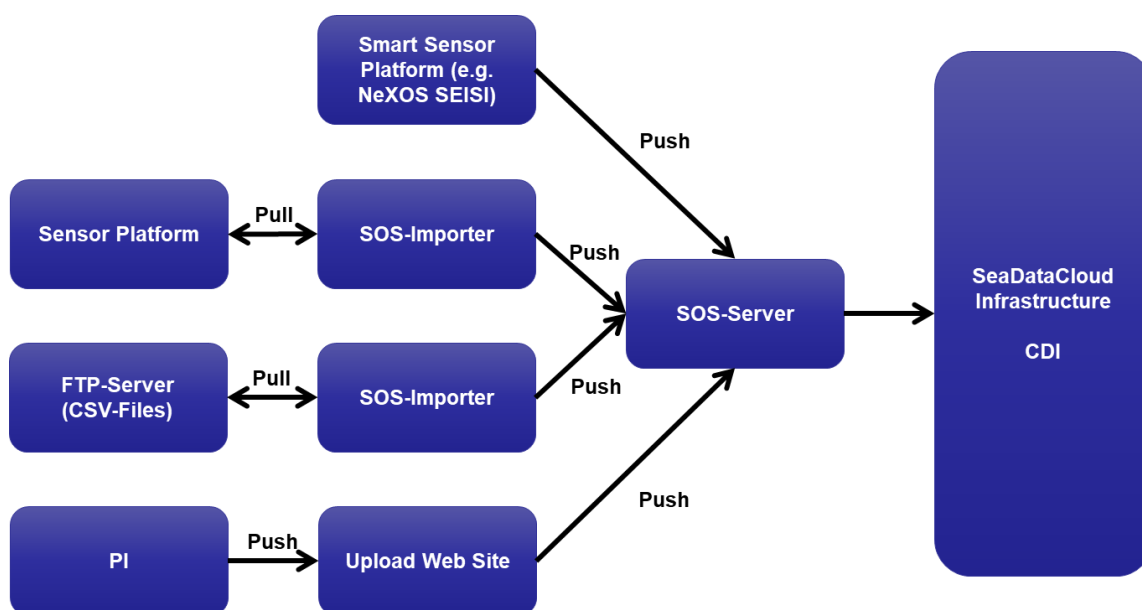 Smart Sensor
Platform (e.g.
NeXOS SEISI)
Push
Sensor Platform
Pull
SOS-Importer
Push
SOS-Server
SeaDataCloud
Infrastructure
CDI
FTP-Server
(CSV-Files)
Pull
SOS-Importer
Push
PI
Push
Upload Web Site
Push